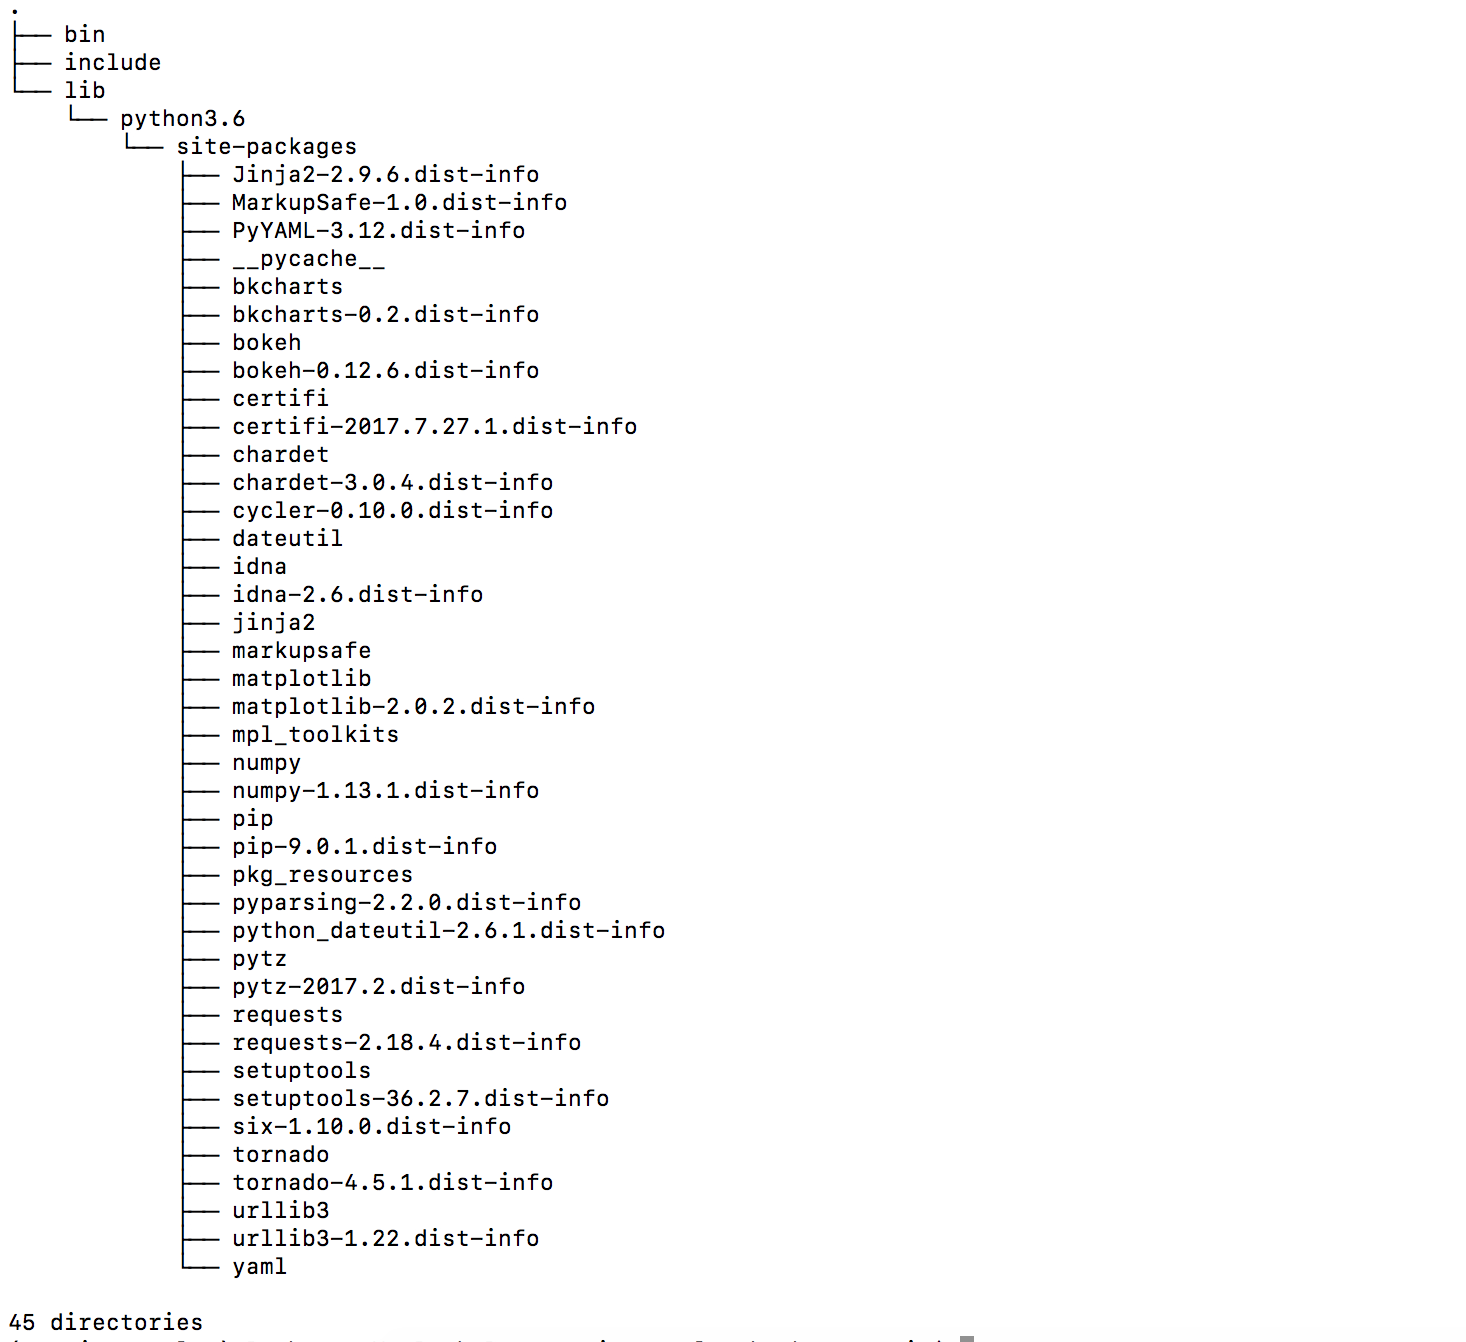 .
├── bin
├── include
└── lib
    └── python3.6
        └── site-packages
            ├── Jinja2-2.9.6.dist-info
            ├── MarkupSafe-1.0.dist-info
            ├── PyYAML-3.12.dist-info
            ├── __pycache__
            ├── bkcharts
            ├── bkcharts-0.2.dist-info
            ├── bokeh
            ├── bokeh-0.12.6.dist-info
            ├── certifi
            ├── certifi-2017.7.27.1.dist-info
            ├── chardet
            ├── chardet-3.0.4.dist-info
            ├── cycler-0.10.0.dist-info
            ├── dateutil
            ├── idna
            ├── idna-2.6.dist-info
            ├── jinja2
            ├── markupsafe
            ├── matplotlib
            ├── matplotlib-2.0.2.dist-info
            ├── mpl_toolkits
            ├── numpy
            ├── numpy-1.13.1.dist-info
            ├── pip
            ├── pip-9.0.1.dist-info
            ├── pkg_resources
            ├── pyparsing-2.2.0.dist-info
            ├── python_dateutil-2.6.1.dist-info
            ├── pytz
            ├── pytz-2017.2.dist-info
            ├── requests
            ├── requests-2.18.4.dist-info
            ├── setuptools
            ├── setuptools-36.2.7.dist-info
            ├── six-1.10.0.dist-info
            ├── tornado
            ├── tornado-4.5.1.dist-info
            ├── urllib3
            ├── urllib3-1.22.dist-info
            └── yaml
45 directories